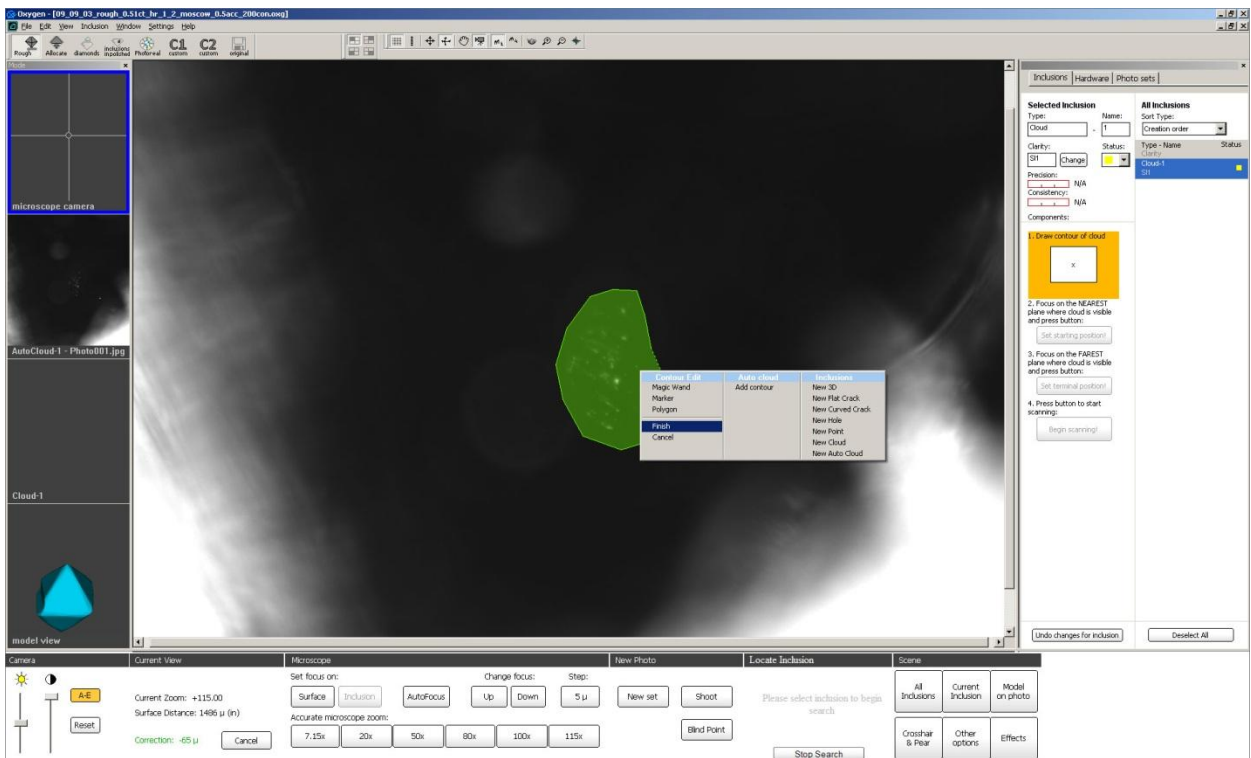 Oxygen - [09_09_03_rough_0.51ct_hr_1_2_moscow_0.5acc_200con.oxg]
File Edit View Inclusion Window Settings Help
C1 C2
Rough Allocate diamonds inclusions inpolished Photoreal custom custom original
Mode
microscope camera
AutoCloud-1 - Photo001.jpg
Cloud-1
model view
Contour Edit
Magic Wand
Marker
Polygon
Finish
Cancel
Auto cloud
Add contour
Inclusions
New 3D
New Flat Crack
New Curved Crack
New Hole
New Point
New Cloud
New Auto Cloud
Inclusions Hardware Photo sets
Selected Inclusion
Type: Name:
Cloud - 1
Clarity: Status:
SI1 Change
Precision:
N/A
Consistency:
N/A
Components:
1. Draw contour of cloud
x
2. Focus on the NEAREST
plane where cloud is visible
and press button:
Set starting position!
3. Focus on the FAREST
plane where cloud is visible
and press button:
Set terminal position!
4. Press button to start
scanning:
Begin scanning!
Undo changes for inclusion
All Inclusions
Sort Type:
Creation order
Type - Name Status
Clarity
Cloud-1
SI1
Deselect All
Camera
A-E
Reset
Current View
Current Zoom: +115.00
Surface Distance: 1486 μ (in)
Correction: -65 μ Cancel
Microscope
Set focus on: Change focus: Step:
Surface Inclusion AutoFocus Up Down 5 μ
Accurate microscope zoom:
7.15x 20x 50x 80x 100x 115x
New Photo
New set Shoot
Blind Point
Locate Inclusion
Please select inclusion to begin
search
Stop Search
Scene
All Inclusions Current Inclusion Model on photo
Crosshair & Pear Other options Effects